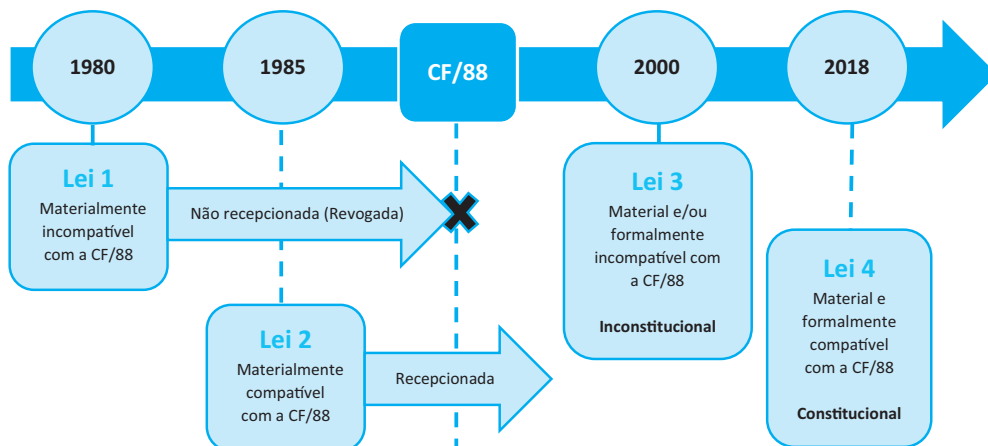 1980
1985
CF/88
2000
2018
Lei 1
Materialmente
incompatível
com a CF/88
Não recepcionada (Revogada)
Lei 2
Materialmente
compatível
com a CF/88
Recepcionada
Lei 3
Material e/ou
formalmente
incompatível com
a CF/88
Inconstitucional
Lei 4
Material e
formalmente
compatível
com a CF/88
Constitucional